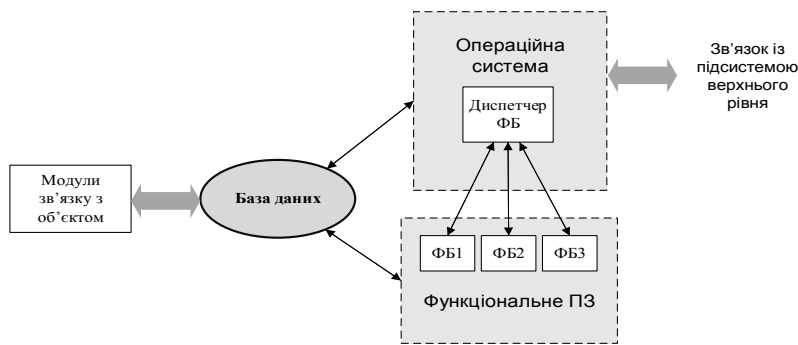 Операційна
система
Диспетчер
ФБ
Зв’язок із
підсистемою
верхнього
рівня
Модули
зв’язку з
об’єктом
База даних
ФБ1
ФБ2
ФБ3
Функціональне ПЗ